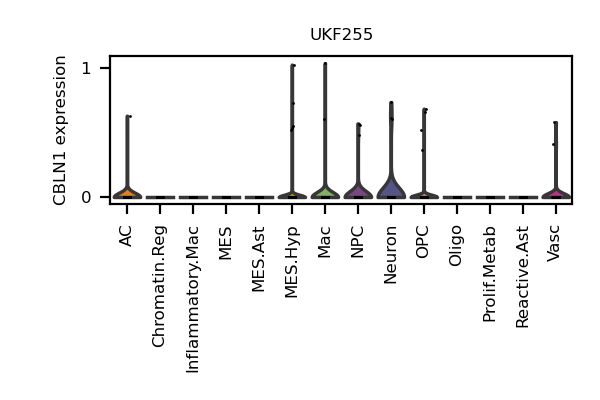 UKF255
CBLN1 expression
1
0
AC
Chromatin.Reg
Inflammatory.Mac
MES
MES.Ast
MES.Hyp
Mac
NPC
Neuron
OPC
Oligo
Prolif.Metab
Reactive.Ast
Vasc